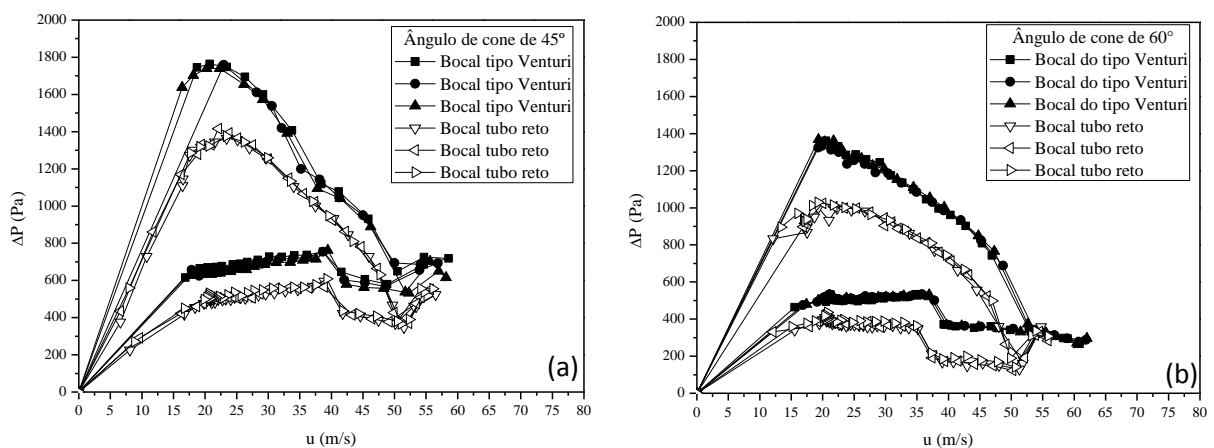 2000
1800
1600
1400
1200
1000
800
600
400
200
0
ΔP (Pa)
Ângulo de cone de 45º
Bocal tipo Venturi
Bocal tipo Venturi
Bocal tipo Venturi
Bocal tubo reto
Bocal tubo reto
Bocal tubo reto
(a)
0 5 10 15 20 25 30 35 40 45 50 55 60 65 70 75 80
u (m/s)
2000
1800
1600
1400
1200
1000
800
600
400
200
0
ΔP (Pa)
Ângulo de cone de 60°
Bocal do tipo Venturi
Bocal do tipo Venturi
Bocal do tipo Venturi
Bocal tubo reto
Bocal tubo reto
Bocal tubo reto
(b)
0 5 10 15 20 25 30 35 40 45 50 55 60 65 70 75 80
u (m/s)